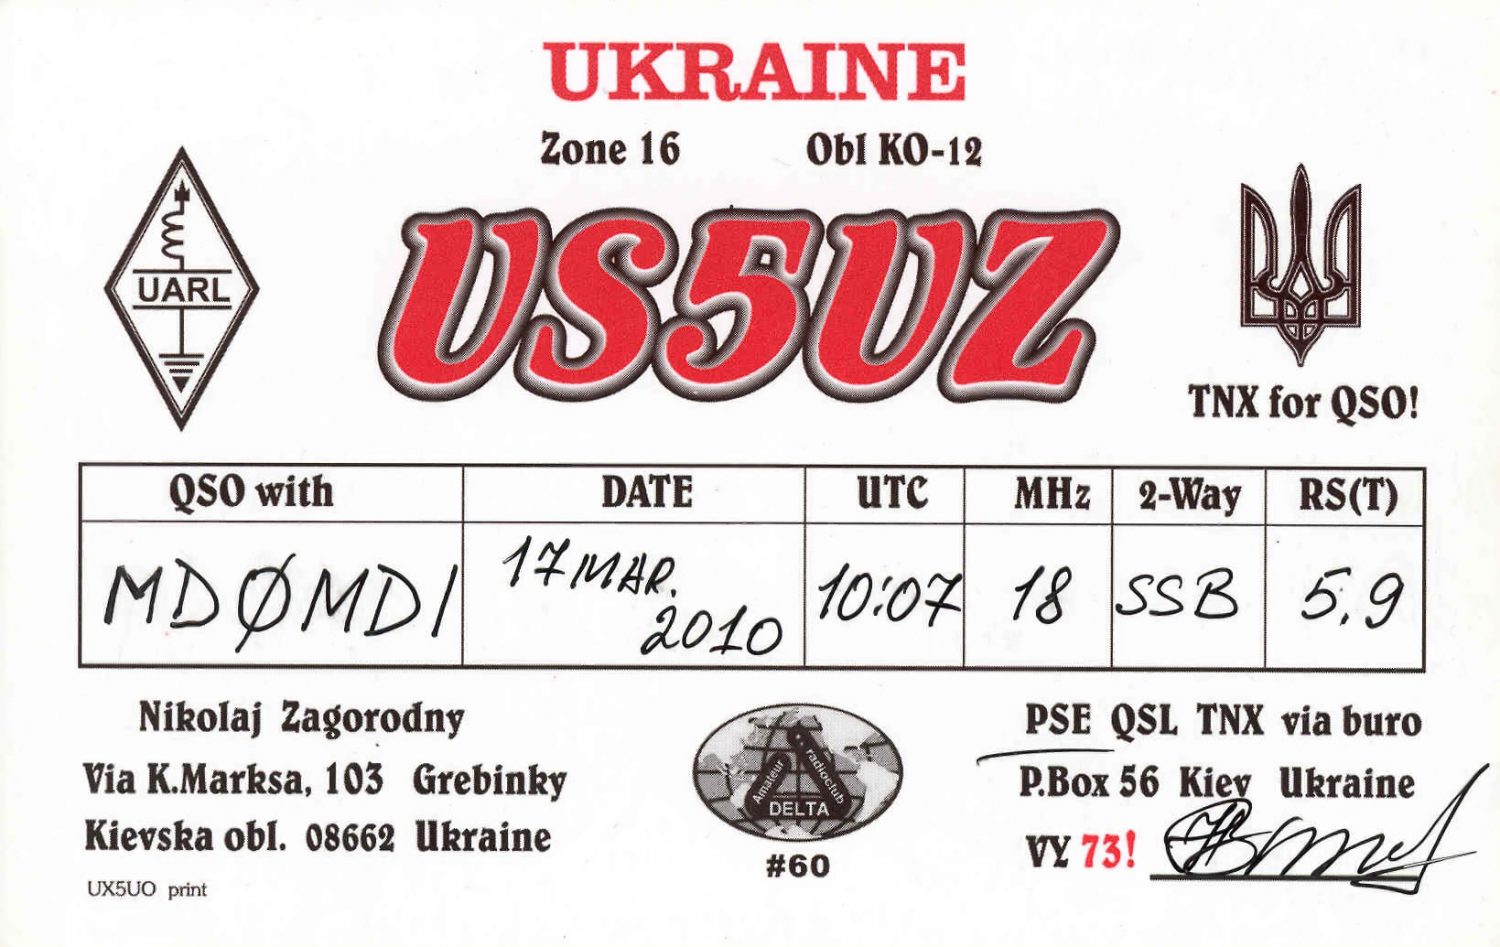 UKRAINE
Zone 16 Obl KO-12
US5UZ
UARL
TNX for QSO!
QSO with DATE UTC MHz 2-Way RS(T)
MDØMDI 17 MAR. 2010 10:07 18 SSB 5.9
Nikolaj Zagorodny
Via K.Marksa, 103 Grebinky
Kievska obl. 08662 Ukraine
UX5UO print
Amateur radioclub
DELTA
#60
PSE QSL TNX via buro
P.Box 56 Kiev Ukraine
VY 73!